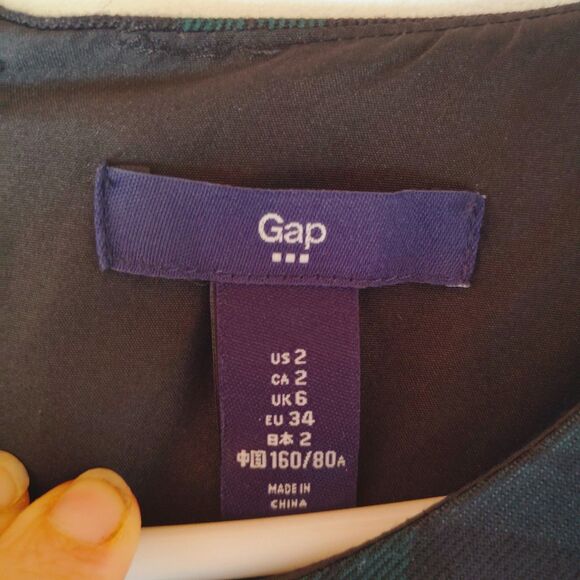 Gap
US 2
CA 2
UK 6
EU 34
日本 2
中国 160/80A
MADE IN
CHINA